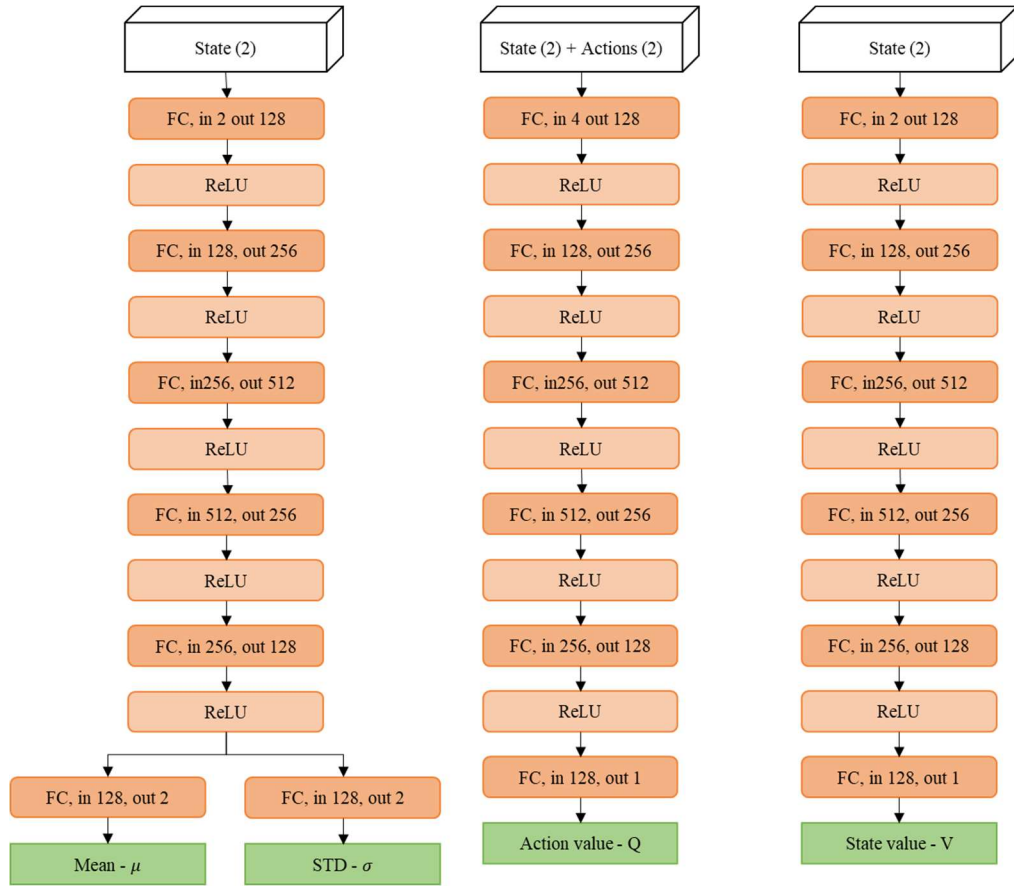 State (2)
FC, in 2 out 128
ReLU
FC, in 128, out 256
ReLU
FC, in256, out 512
ReLU
FC, in 512, out 256
ReLU
FC, in 256, out 128
ReLU
FC, in 128, out 2
FC, in 128, out 2
Mean - μ
STD - σ
State (2) + Actions (2)
FC, in 4 out 128
ReLU
FC, in 128, out 256
ReLU
FC, in256, out 512
ReLU
FC, in 512, out 256
ReLU
FC, in 256, out 128
ReLU
FC, in 128, out 1
Action value - Q
State (2)
FC, in 2 out 128
ReLU
FC, in 128, out 256
ReLU
FC, in256, out 512
ReLU
FC, in 512, out 256
ReLU
FC, in 256, out 128
ReLU
FC, in 128, out 1
State value - V